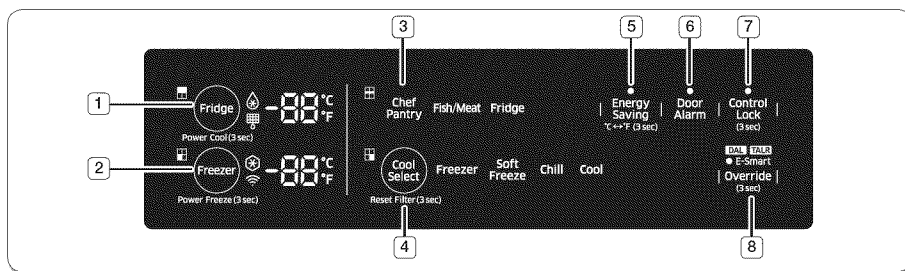 3
5
6
7
1
Fridge
-88 °C °F
Power Cool (3 sec)
Chef
Pantry
Fish/Meat Fridge
Energy
Saving
°C↔°F (3 sec)
Door
Alarm
Control
Lock
(3 sec)
2
Freezer
-88 °C °F
Power Freeze (3 sec)
Cool
Select
Freezer
Soft
Freeze
Chill Cool
Reset Filter (3 sec)
DAL TALR
E-Smart
Override
(3 sec)
4
8